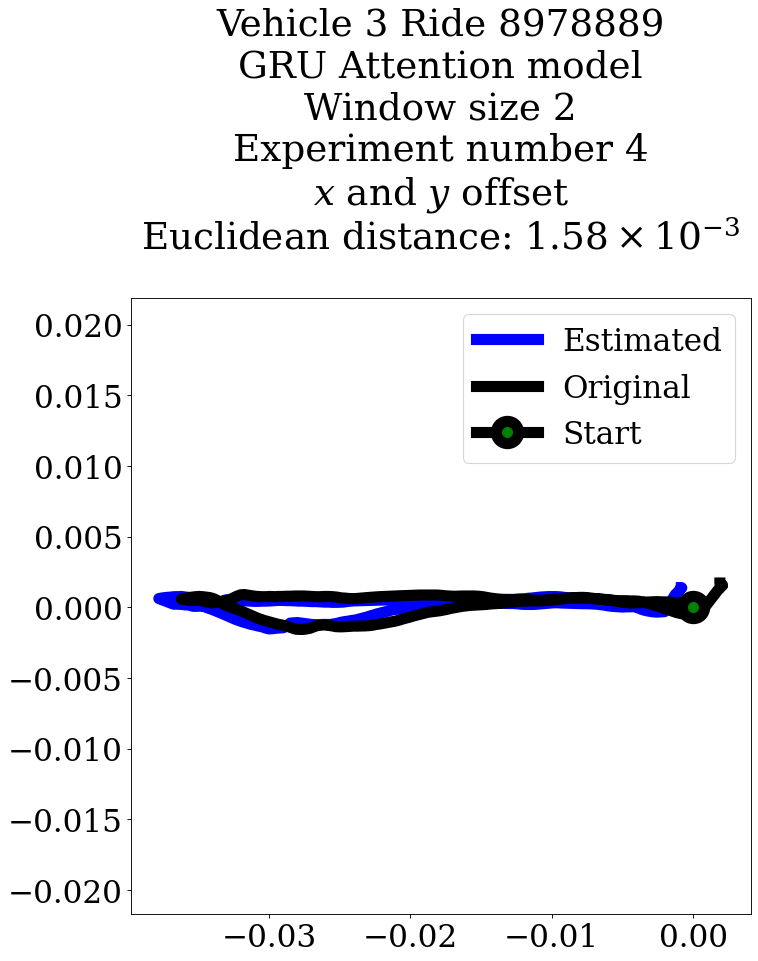 Vehicle 3 Ride 8978889
GRU Attention model
Window size 2
Experiment number 4
x and y offset
Euclidean distance: 1.58 × 10⁻³
Estimated
Original
Start
0.020
0.015
0.010
0.005
0.000
−0.005
−0.010
−0.015
−0.020
−0.03 −0.02 −0.01 0.00